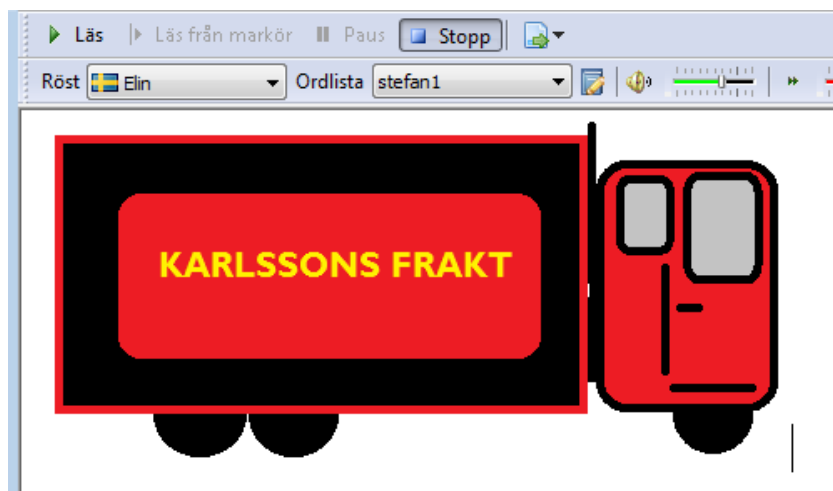 Läs Läs från markör Paus Stopp
Röst Elin Ordlista stefan1
KARLSSONS FRAKT